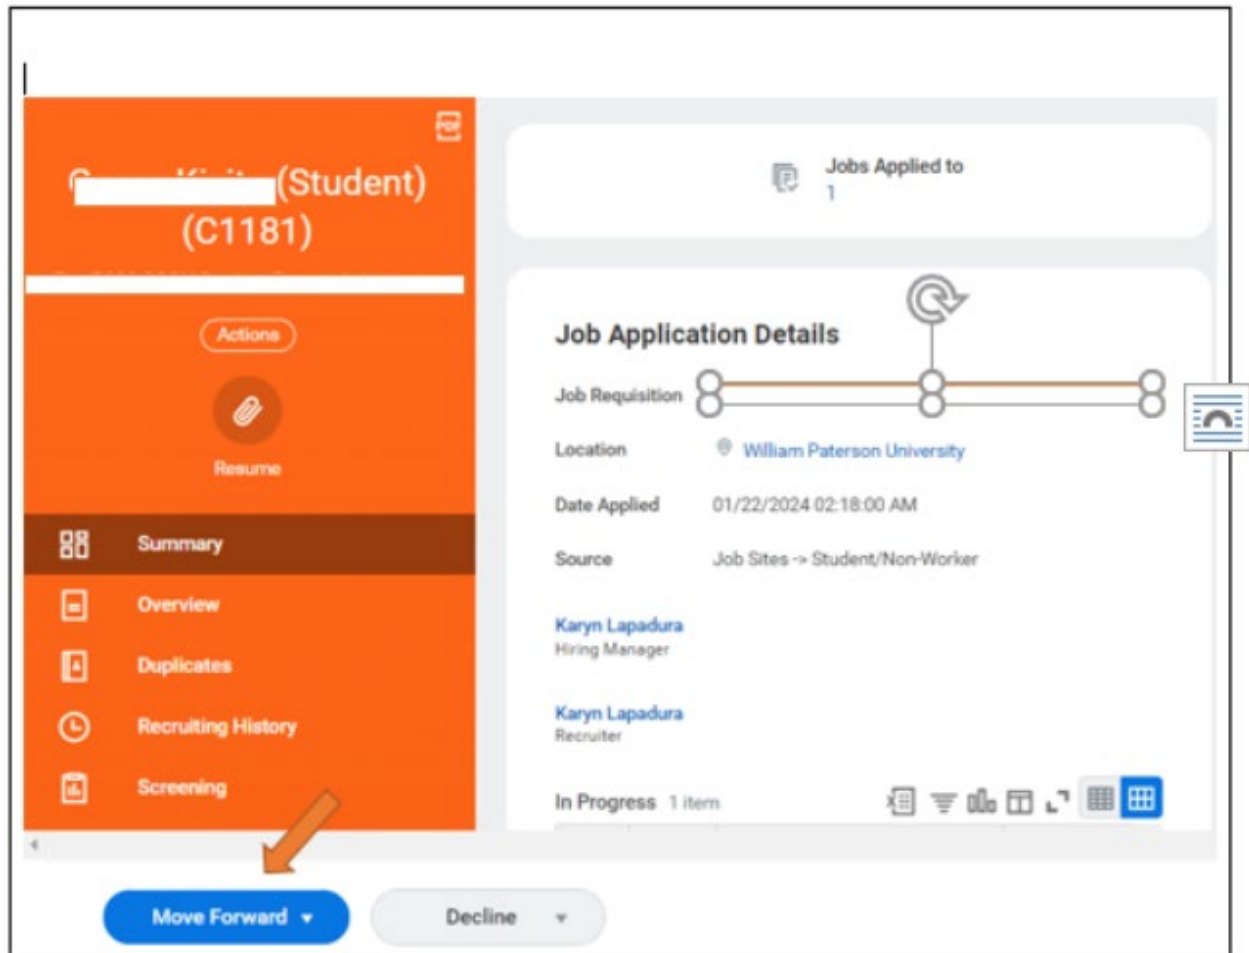 PDF
(Student)
(C1181)
Actions
Resume
Summary
Overview
Duplicates
Recruiting History
Screening
Jobs Applied to
1
Job Application Details
Job Requisition
Location William Paterson University
Date Applied 01/22/2024 02:18:00 AM
Source Job Sites -> Student/Non-Worker
Karyn Lapadura
Hiring Manager
Karyn Lapadura
Recruiter
In Progress 1 item
Move Forward
Decline